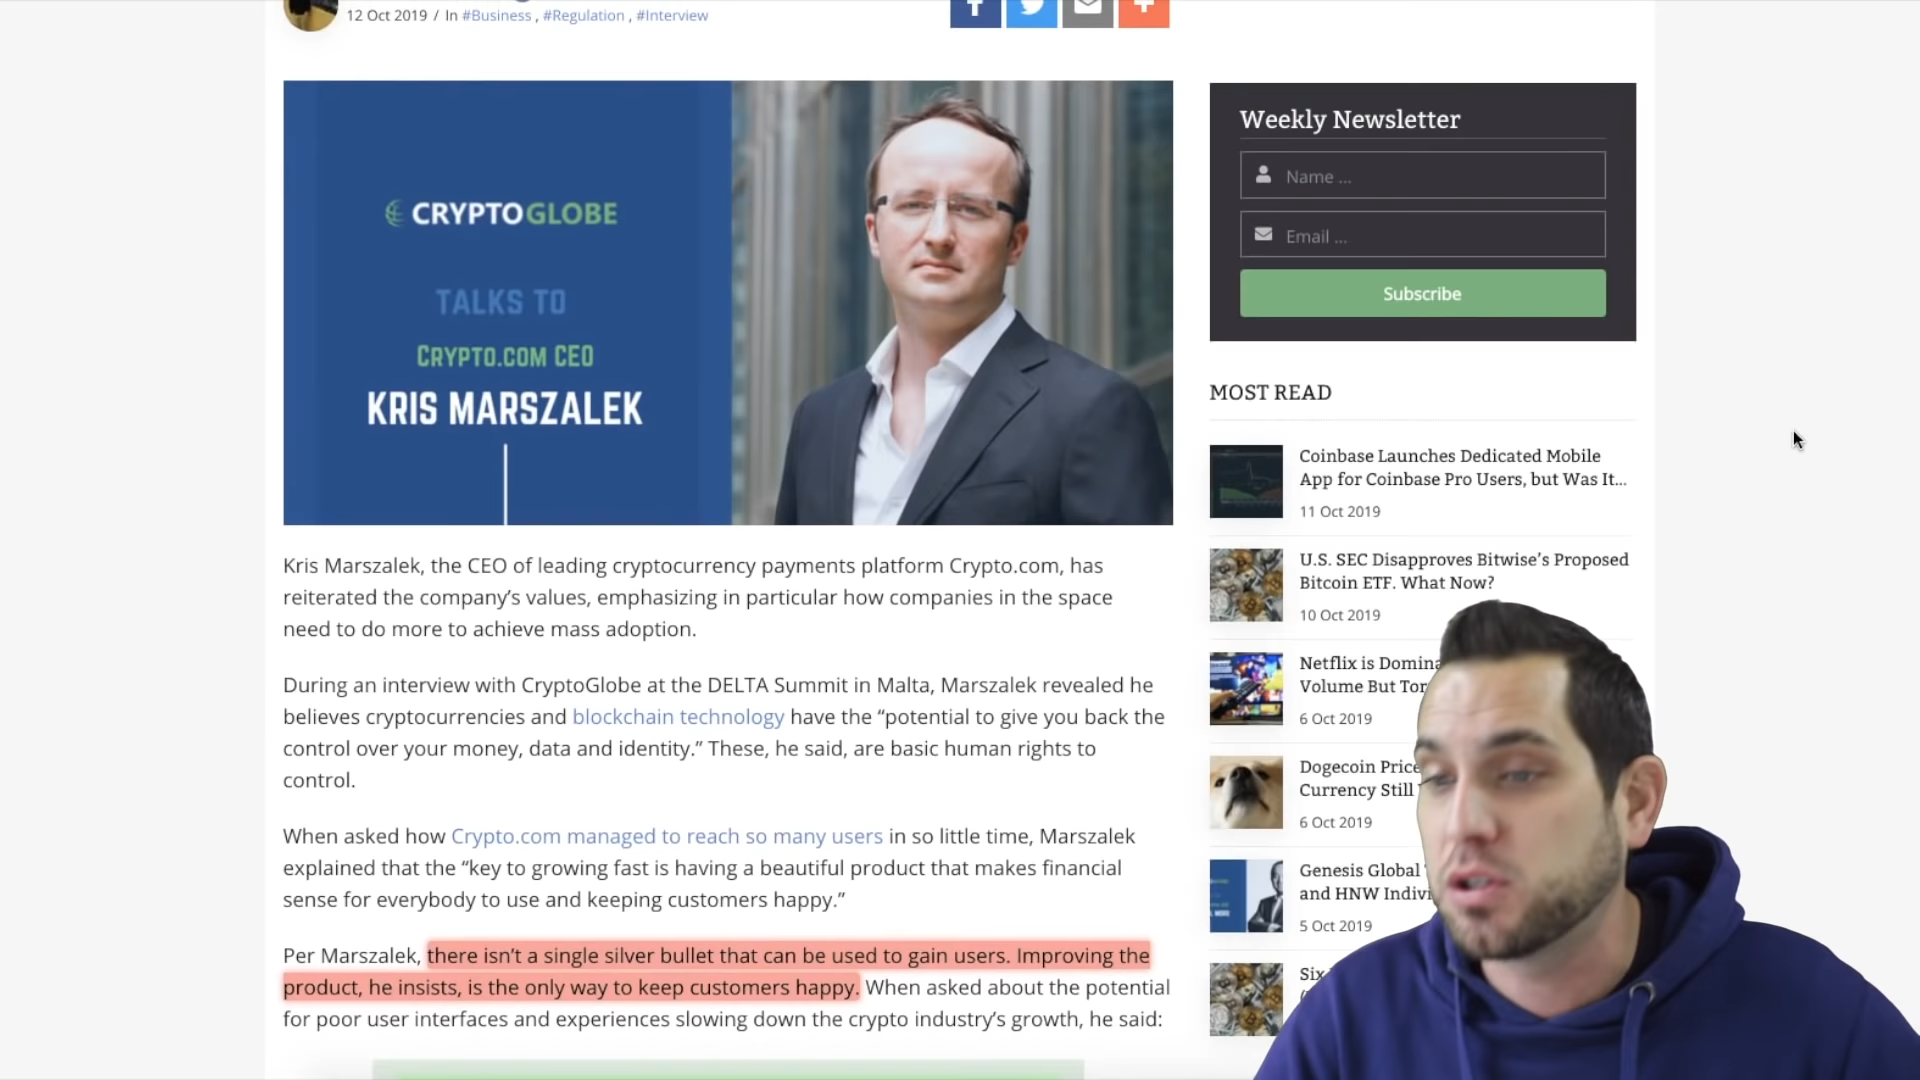 12 Oct 2019 / In #Business , #Regulation , #Interview
CRYPTOGLOBE
TALKS TO
CRYPTO.COM CEO
KRIS MARSZALEK
Kris Marszalek, the CEO of leading cryptocurrency payments platform Crypto.com, has
reiterated the company's values, emphasizing in particular how companies in the space
need to do more to achieve mass adoption.
During an interview with CryptoGlobe at the DELTA Summit in Malta, Marszalek revealed he
believes cryptocurrencies and blockchain technology have the “potential to give you back the
control over your money, data and identity.” These, he said, are basic human rights to
control.
When asked how Crypto.com managed to reach so many users in so little time, Marszalek
explained that the “key to growing fast is having a beautiful product that makes financial
sense for everybody to use and keeping customers happy.”
Per Marszalek, there isn't a single silver bullet that can be used to gain users. Improving the
product, he insists, is the only way to keep customers happy. When asked about the potential
for poor user interfaces and experiences slowing down the crypto industry's growth, he said:
Weekly Newsletter
Name ...
Email ...
Subscribe
MOST READ
Coinbase Launches Dedicated Mobile
App for Coinbase Pro Users, but Was It...
11 Oct 2019
U.S. SEC Disapproves Bitwise's Proposed
Bitcoin ETF. What Now?
10 Oct 2019
Netflix is
Volume But
6 Oct 2019
Dogecoin Price
Currency Still
6 Oct 2019
Genesis Global
and HNW
5 Oct 2019
Six